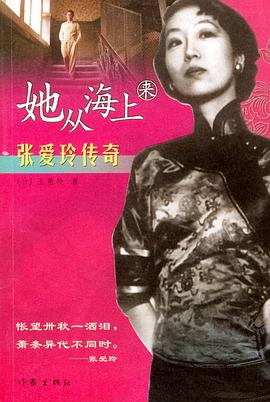 她从海上来
张爱玲传奇
(台)王蕙玲 著
怅望卅秋一洒泪,
萧条异代不同时。
——张爱玲
作家出版社